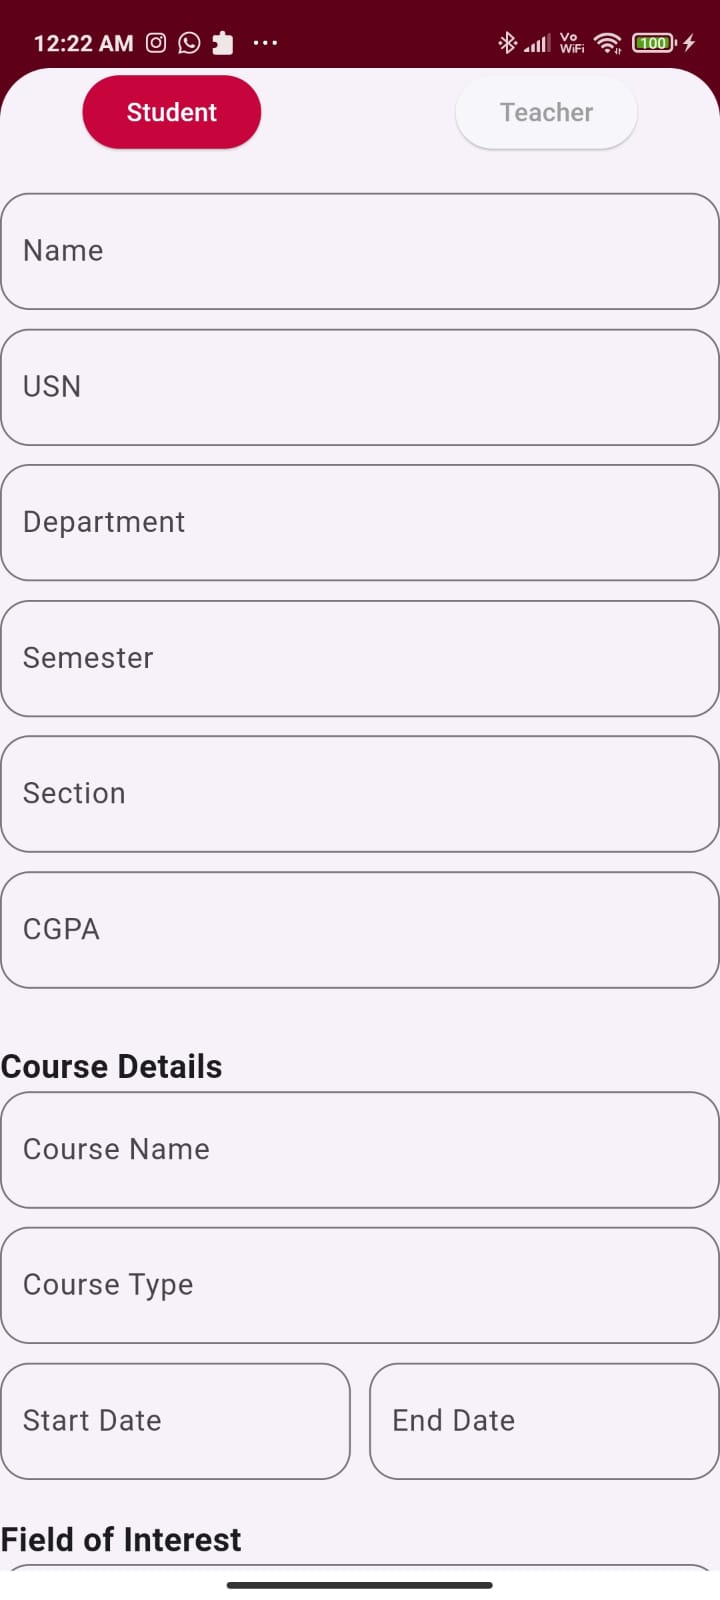 12:22 AM ... Vo WiFi 100
Student Teacher
Name
USN
Department
Semester
Section
CGPA
Course Details
Course Name
Course Type
Start Date End Date
Field of Interest